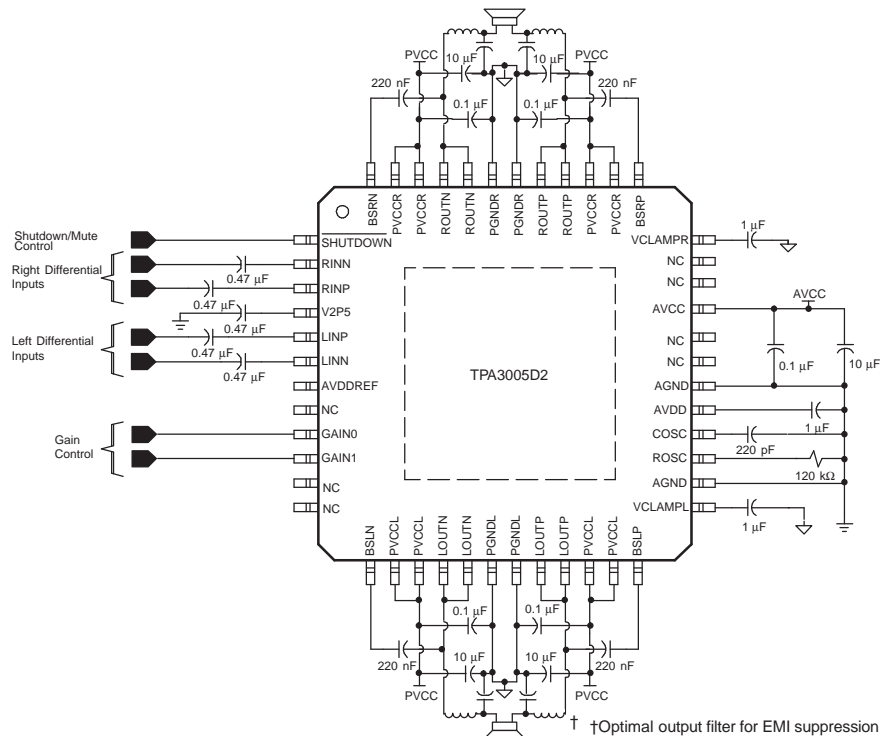 PVCC
10 µF
10 µF
PVCC
220 nF
220 nF
0.1 µF
0.1 µF
BSRN
PVCCR
PVCCR
ROUTN
ROUTN
PGNDR
PGNDR
ROUTP
ROUTP
PVCCR
PVCCR
BSRP
Shutdown/Mute
Control
SHUTDOWN
VCLAMPR
1 µF
Right Differential
Inputs
RINN
0.47 µF
NC
RINP
0.47 µF
NC
V2P5
AVCC
AVCC
Left Differential
Inputs
LINP
0.47 µF
NC
LINN
0.47 µF
NC
0.1 µF
10 µF
TPA3005D2
AVDDREF
AGND
NC
AVDD
1 µF
Gain
Control
GAIN0
COSC
220 pF
GAIN1
ROSC
120 kΩ
NC
AGND
NC
VCLAMPL
1 µF
BSLN
PVCCL
PVCCL
LOUTN
LOUTN
PGNDL
PGNDL
LOUTP
LOUTP
PVCCL
PVCCL
BSLP
0.1 µF
0.1 µF
220 nF
10 µF
10 µF
220 nF
PVCC
PVCC
† †Optimal output filter for EMI suppression
0.47 µF